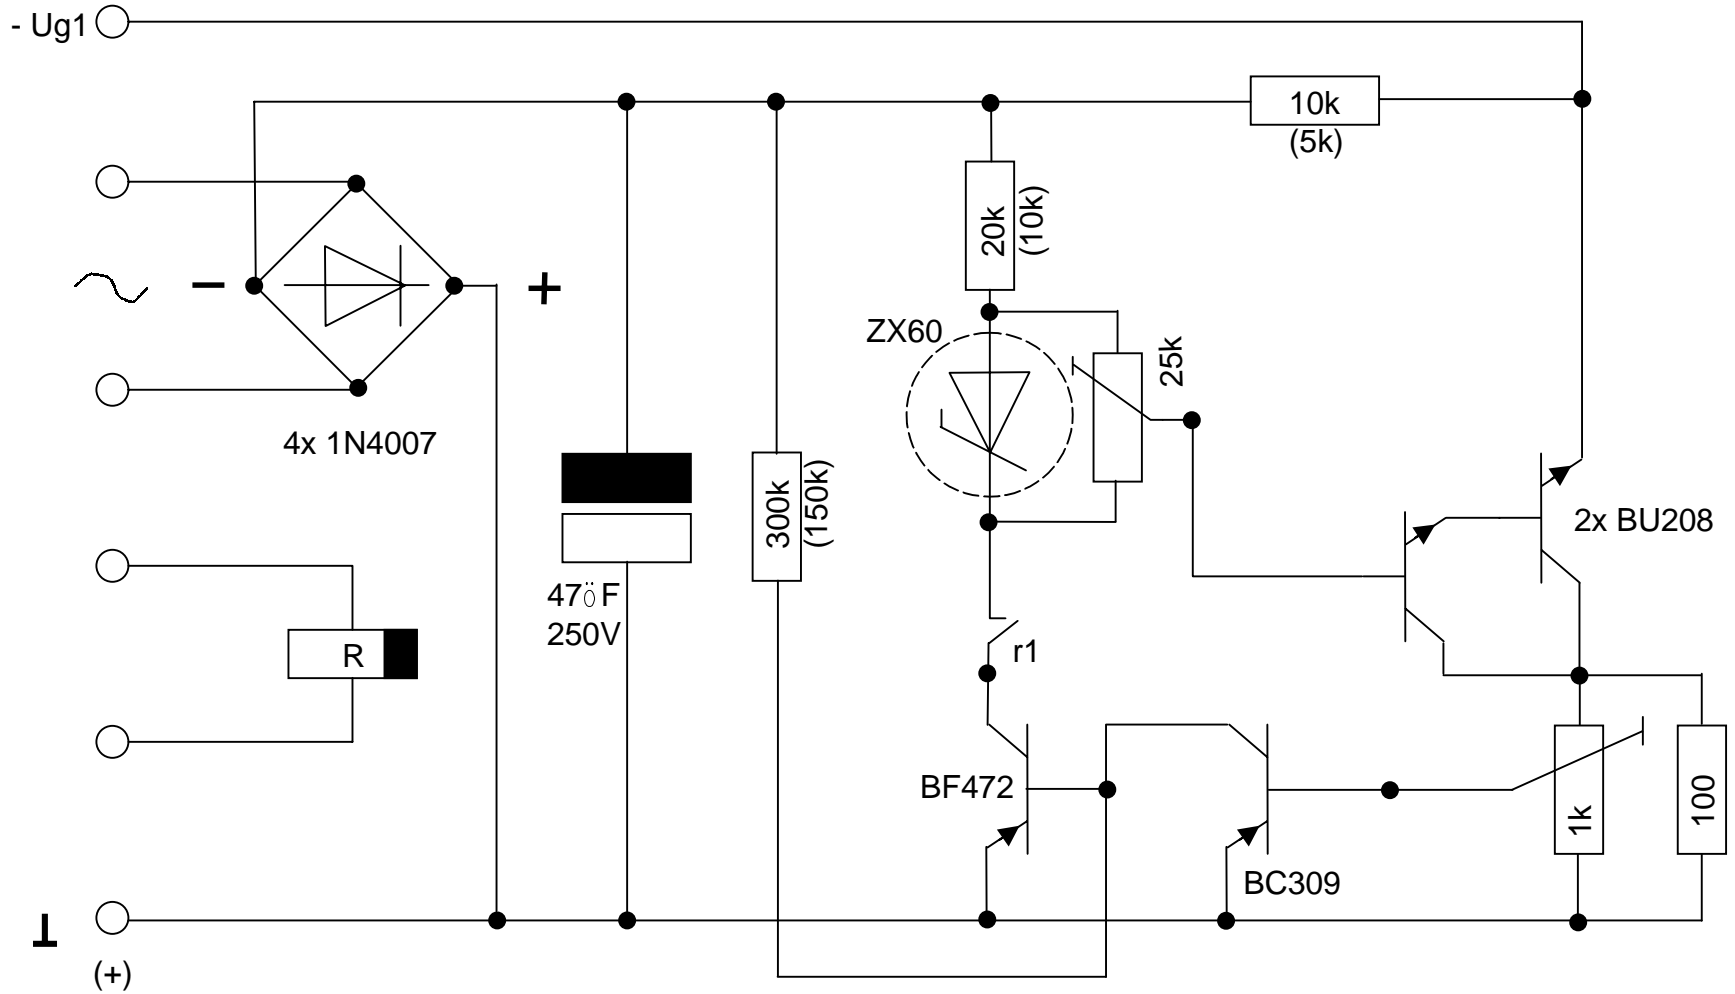 - Ug1
10k
(5k)
20k
(10k)
ZX60
25k
− +
4x 1N4007
300k
(150k)
2x BU208
47öF
250V
R
r1
BF472
1k
100
BC309
(+)